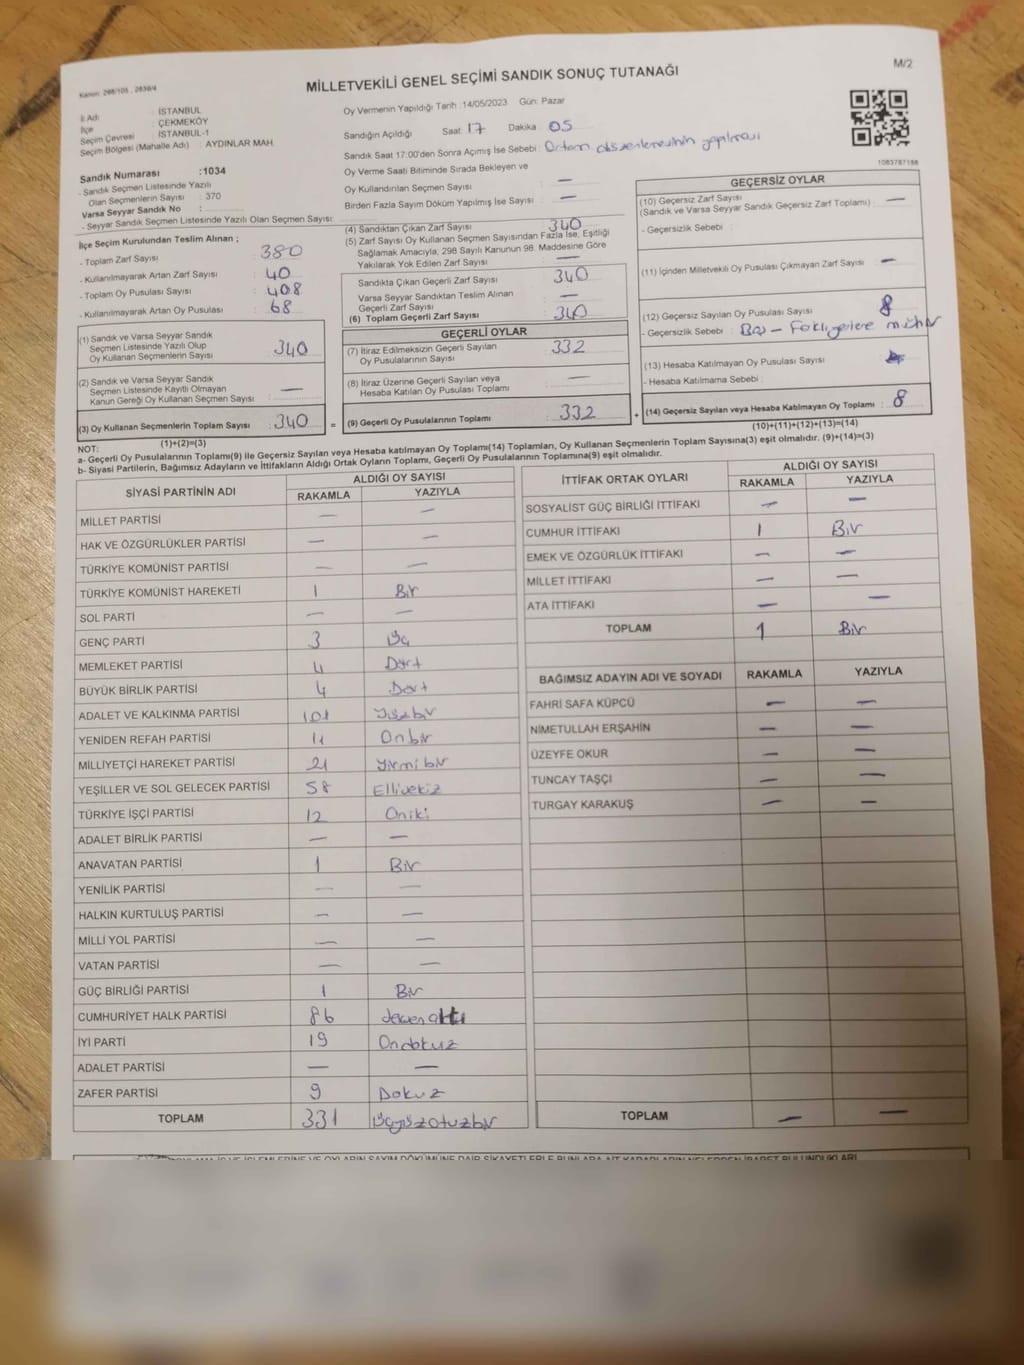 M/2
MİLLETVEKİLİ GENEL SEÇİMİ SANDIK SONUÇ TUTANAĞI
Kanun: 298/105, 2839/4
İl Adı : İSTANBUL
İlçe : ÇEKMEKÖY
Seçim Çevresi : İSTANBUL-1
Seçim Bölgesi (Mahalle Adı) : AYDINLAR MAH.
Sandık Numarası :1034
- Sandık Seçmen Listesinde Yazılı
Olan Seçmenlerin Sayısı : 370
Varsa Seyyar Sandık No :
- Seyyar Sandık Seçmen Listesinde Yazılı Olan Seçmen Sayısı:
Oy Vermenin Yapıldığı Tarih :14/05/2023 Gün: Pazar
Sandığın Açıldığı Saat 17 Dakika 05
Sandık Saat 17:00'den Sonra Açımış İse Sebebi : Ortam yapılması
Oy Verme Saati Bitiminde Sırada Bekleyen ve
Oy Kullandırılan Seçmen Sayısı : —
Birden Fazla Sayım Döküm Yapılmış İse Sayısı : —
1083787188
İlçe Seçim Kurulundan Teslim Alınan ;
- Toplam Zarf Sayısı : 380
- Kullanılmayarak Artan Zarf Sayısı : 40
- Toplam Oy Pusulası Sayısı : 408
- Kullanılmayarak Artan Oy Pusulası : 68
(4) Sandıktan Çıkan Zarf Sayısı : 340
(5) Zarf Sayısı Oy Kullanan Seçmen Sayısından Fazla İse, Eşitliği
Sağlamak Amacıyla, 298 Sayılı Kanunun 98. Maddesine Göre
Yakılarak Yok Edilen Zarf Sayısı : —
Sandıkta Çıkan Geçerli Zarf Sayısı : 340
Varsa Seyyar Sandıktan Teslim Alınan
Geçerli Zarf Sayısı : —
(6) Toplam Geçerli Zarf Sayısı : 340
GEÇERSİZ OYLAR
(10) Geçersiz Zarf Sayısı : —
(Sandık ve Varsa Seyyar Sandık Geçersiz Zarf Toplamı)
- Geçersizlik Sebebi :
(11) İçinden Milletvekili Oy Pusulası Çıkmayan Zarf Sayısı : —
(12) Geçersiz Sayılan Oy Pusulası Sayısı : 8
- Geçersizlik Sebebi : Boş - mühür
(13) Hesaba Katılmayan Oy Pusulası Sayısı :
- Hesaba Katılmama Sebebi :
(14) Geçersiz Sayılan veya Hesaba Katılmayan Oy Toplamı : 8
(10)+(11)+(12)+(13)=(14)
(1) Sandık ve Varsa Seyyar Sandık
Seçmen Listesinde Yazılı Olup
Oy Kullanan Seçmenlerin Sayısı : 340
(2) Sandık ve Varsa Seyyar Sandık
Seçmen Listesinde Kayıtlı Olmayan
Kanun Gereği Oy Kullanan Seçmen Sayısı : —
(3) Oy Kullanan Seçmenlerin Toplam Sayısı : 340 =
(1)+(2)=(3)
GEÇERLİ OYLAR
(7) İtiraz Edilmeksizin Geçerli Sayılan
Oy Pusulalarının Sayısı : 332
(8) İtiraz Üzerine Geçerli Sayılan veya
Hesaba Katılan Oy Pusulası Toplamı : —
(9) Geçerli Oy Pusulalarının Toplamı : 332 +
NOT:
a- Geçerli Oy Pusulalarının Toplamı(9) ile Geçersiz Sayılan veya Hesaba katılmayan Oy Toplamı(14) Toplamları, Oy Kullanan Seçmenlerin Toplam Sayısına(3) eşit olmalıdır. (9)+(14)=(3)
b- Siyasi Partilerin, Bağımsız Adayların ve İttifakların Aldığı Ortak Oyların Toplamı, Geçerli Oy Pusulalarının Toplamına(9) eşit olmalıdır.
SİYASİ PARTİNİN ADI ALDIĞI OY SAYISI
RAKAMLA YAZIYLA
MİLLET PARTİSİ — —
HAK VE ÖZGÜRLÜKLER PARTİSİ — —
TÜRKİYE KOMÜNİST PARTİSİ — —
TÜRKİYE KOMÜNİST HAREKETİ 1 Bir
SOL PARTİ — —
GENÇ PARTİ 3 Üç
MEMLEKET PARTİSİ 4 Dört
BÜYÜK BİRLİK PARTİSİ 4 Dört
ADALET VE KALKINMA PARTİSİ 101 Yüzbir
YENİDEN REFAH PARTİSİ 11 Onbir
MİLLİYETÇİ HAREKET PARTİSİ 21 Yirmibir
YEŞİLLER VE SOL GELECEK PARTİSİ 58 Ellisekiz
TÜRKİYE İŞÇİ PARTİSİ 12 Oniki
ADALET BİRLİK PARTİSİ — —
ANAVATAN PARTİSİ 1 Bir
YENİLİK PARTİSİ — —
HALKIN KURTULUŞ PARTİSİ — —
MİLLİ YOL PARTİSİ — —
VATAN PARTİSİ — —
GÜÇ BİRLİĞİ PARTİSİ 1 Bir
CUMHURİYET HALK PARTİSİ 86 seksenaltı
İYİ PARTİ 19 Ondokuz
ADALET PARTİSİ — —
ZAFER PARTİSİ 9 Dokuz
TOPLAM 331 Üçyüzotuzbir
İTTİFAK ORTAK OYLARI ALDIĞI OY SAYISI
RAKAMLA YAZIYLA
SOSYALİST GÜÇ BİRLİĞİ İTTİFAKI — —
CUMHUR İTTİFAKI 1 Bir
EMEK VE ÖZGÜRLÜK İTTİFAKI — —
MİLLET İTTİFAKI — —
ATA İTTİFAKI — —
TOPLAM 1 Bir
BAĞIMSIZ ADAYIN ADI VE SOYADI RAKAMLA YAZIYLA
FAHRİ SAFA KÜPCÜ — —
NİMETULLAH ERŞAHİN — —
ÜZEYFE OKUR — —
TUNCAY TAŞÇI — —
TURGAY KARAKUŞ — —
TOPLAM — —